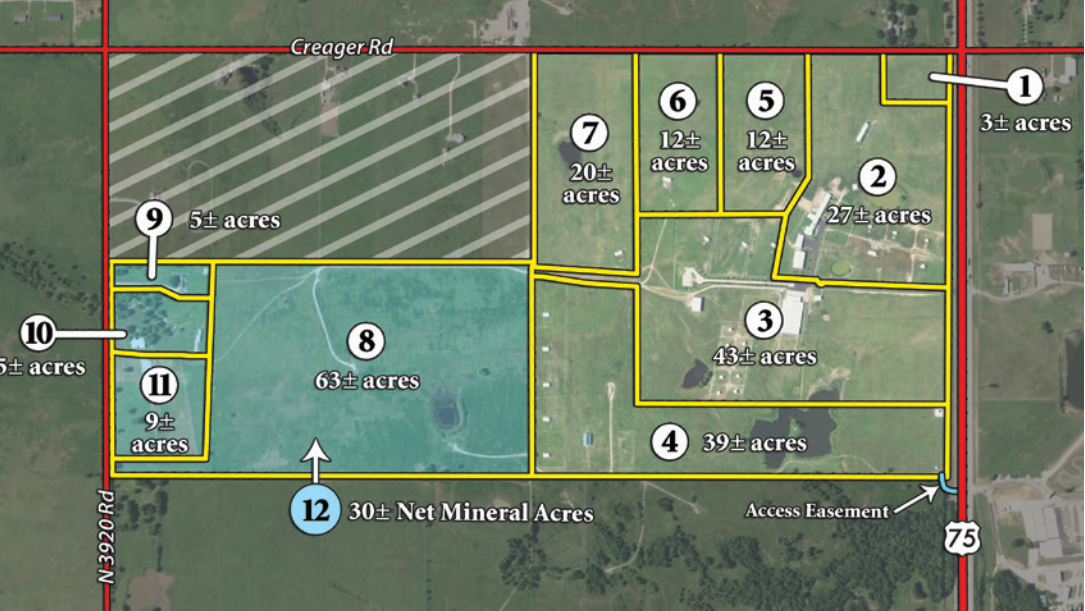 Creager Rd
1
3± acres
6
12±
acres
5
12±
acres
7
20±
acres
2
27± acres
9
5± acres
10
5± acres
8
63± acres
3
43± acres
11
9±
acres
4
39± acres
12
30± Net Mineral Acres
Access Easement
N 3920 Rd
75